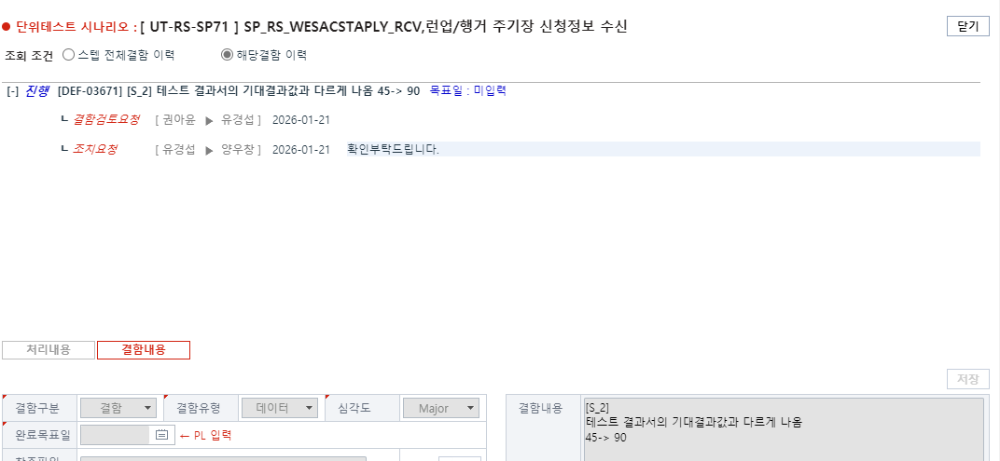 단위테스트 시나리오 : [ UT-RS-SP71 ] SP_RS_WESACSTAPLY_RCV,런업/행거 주기장 신청정보 수신 닫기
조회 조건 스텝 전체결함 이력 해당결함 이력
[-] 진행 [DEF-03671] [S_2] 테스트 결과서의 기대결과값과 다르게 나옴 45-> 90 목표일 : 미입력
ㄴ 결함검토요청 [ 권아윤 ▶ 유경섭 ] 2026-01-21
ㄴ 조치요청 [ 유경섭 ▶ 양우창 ] 2026-01-21 확인부탁드립니다.
처리내용 결함내용
저장
결함구분 결함 결함유형 데이터 심각도 Major 결함내용 [S_2]
테스트 결과서의 기대결과값과 다르게 나옴
완료목표일 ← PL 입력 45-> 90